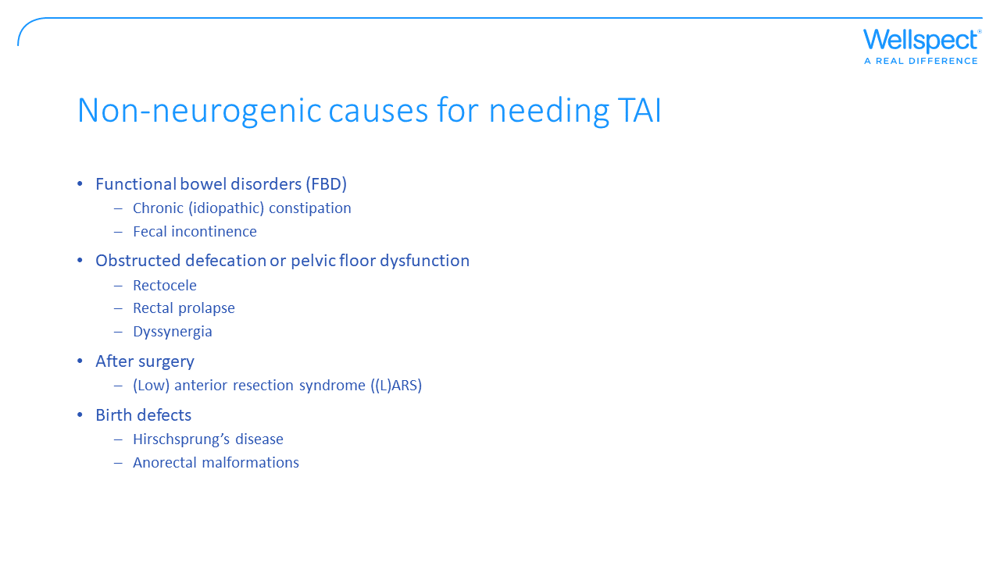 Wellspect®
A REAL DIFFERENCE
Non-neurogenic causes for needing TAI
• Functional bowel disorders (FBD)
– Chronic (idiopathic) constipation
– Fecal incontinence
• Obstructed defecation or pelvic floor dysfunction
– Rectocele
– Rectal prolapse
– Dyssynergia
• After surgery
– (Low) anterior resection syndrome ((L)ARS)
• Birth defects
– Hirschsprung’s disease
– Anorectal malformations